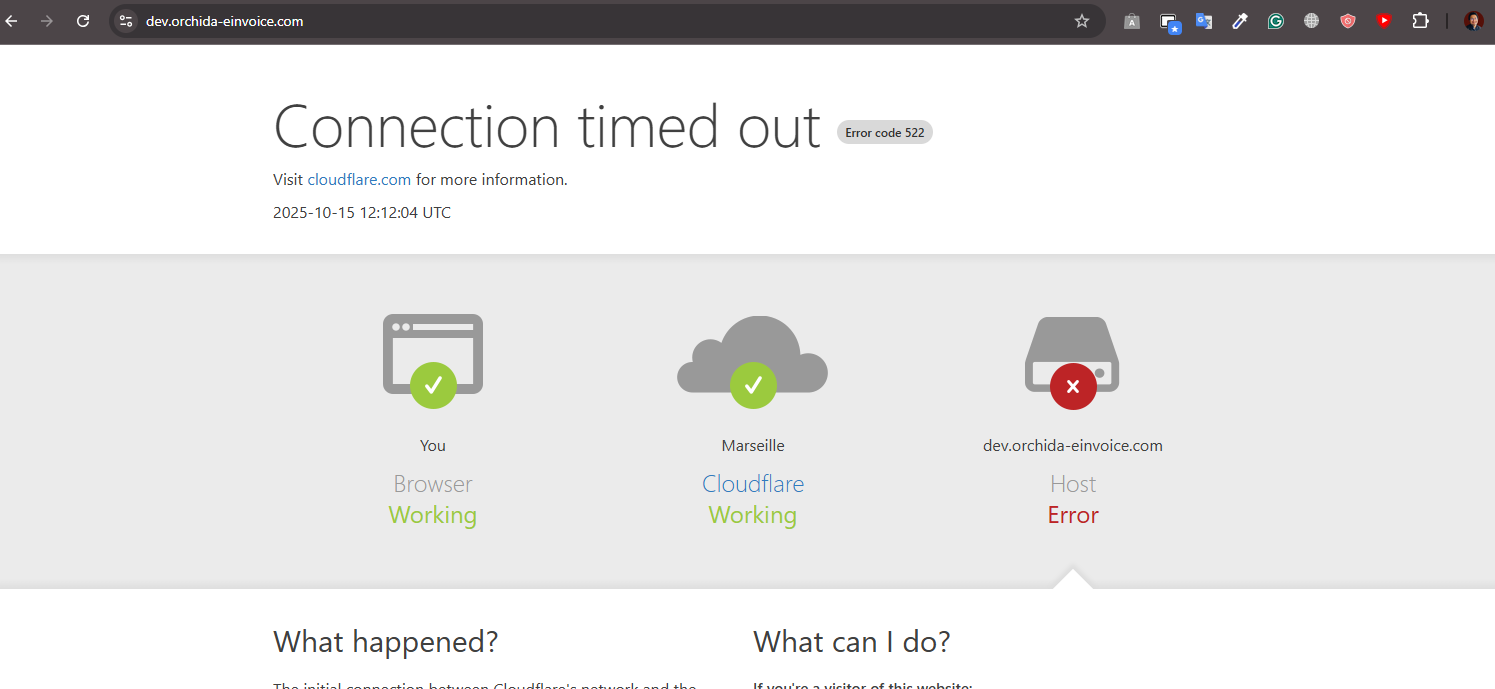 dev.orchida-einvoice.com
Connection timed out Error code 522
Visit cloudflare.com for more information.
2025-10-15 12:12:04 UTC
You
Browser
Working
Marseille
Cloudflare
Working
dev.orchida-einvoice.com
Host
Error
What happened?
The initial connection between Cloudflare's network and the
What can I do?
If you're a visitor of this website: